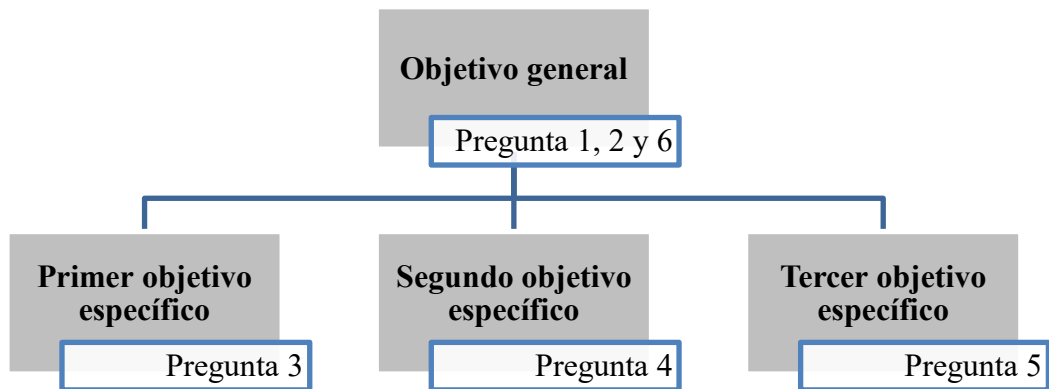 Objetivo general
Pregunta 1, 2 y 6
Primer objetivo
específico
Pregunta 3
Segundo objetivo
específico
Pregunta 4
Tercer objetivo
específico
Pregunta 5